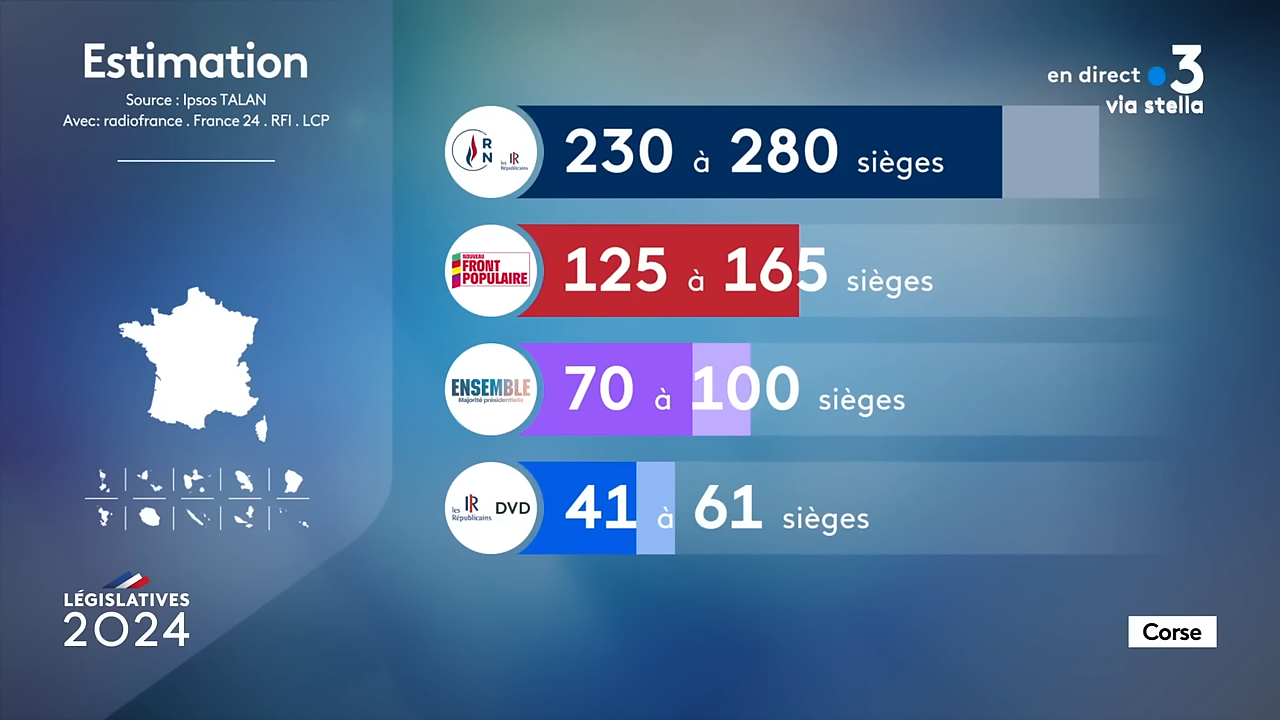 Estimation
Source : Ipsos TALAN
Avec: radiofrance . France 24 . RFI . LCP
en direct 3
via stella
RN les IR Républicains
230 à 280 sièges
NOUVEAU
FRONT
POPULAIRE
125 à 165 sièges
ENSEMBLE
Majorité présidentielle
70 à 100 sièges
les IR Républicains DVD
41 à 61 sièges
LÉGISLATIVES
2024
Corse